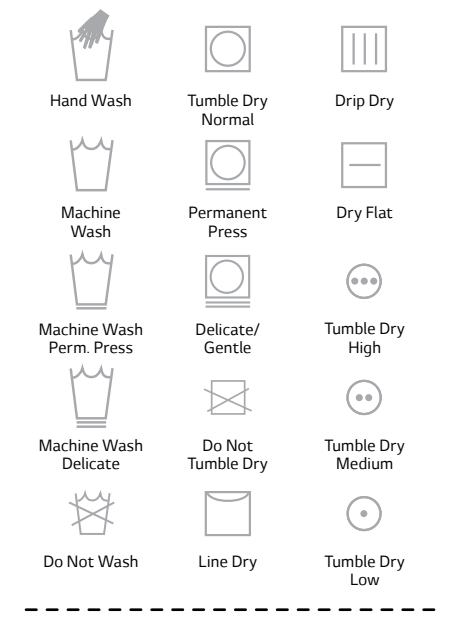 Hand Wash
Tumble Dry
Normal
Drip Dry
Machine
Wash
Permanent
Press
Dry Flat
Machine Wash
Perm. Press
Delicate/
Gentle
Tumble Dry
High
Machine Wash
Delicate
Do Not
Tumble Dry
Tumble Dry
Medium
Do Not Wash
Line Dry
Tumble Dry
Low